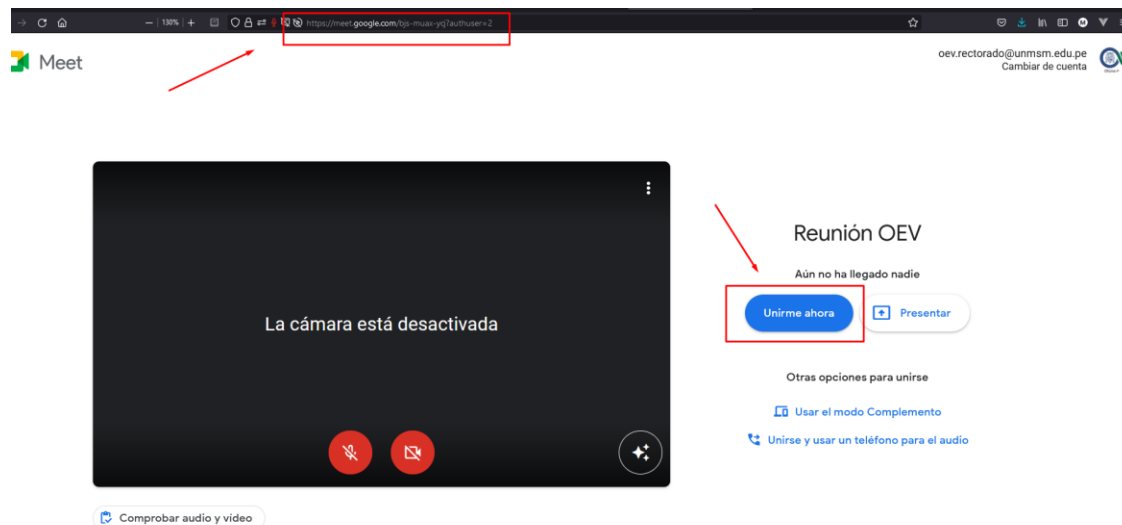 130%
https://meet.google.com/bjs-muax-yqj?authuser=2
Meet
oev.rectorado@unmsm.edu.pe
Cambiar de cuenta
La cámara está desactivada
Reunión OEV
Aún no ha llegado nadie
Unirme ahora
Presentar
Otras opciones para unirse
Usar el modo Complemento
Unirse y usar un teléfono para el audio
Comprobar audio y vídeo